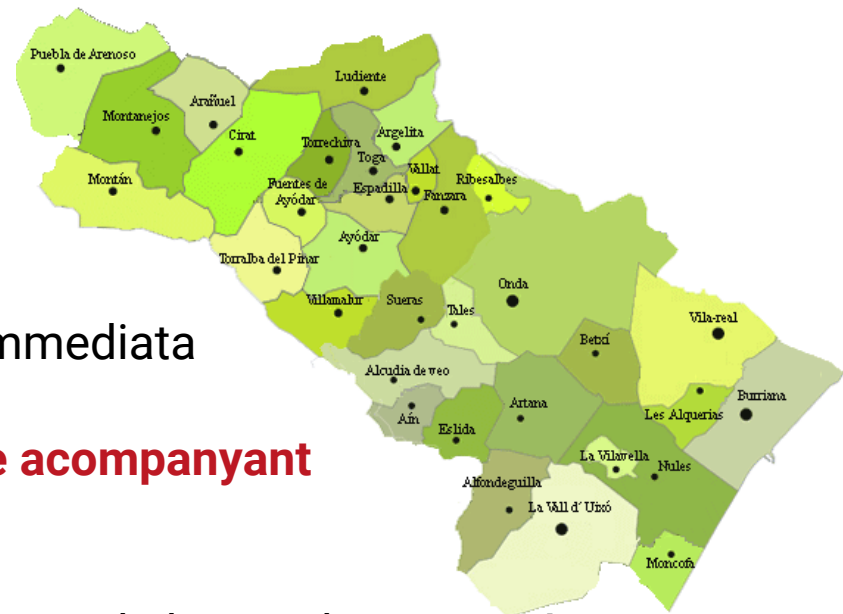 Puebla de Arenoso
Ludiente
Arañuel
Montanejos
Cirat
Torrechiva
Argelita
Toga
Vallat
Montán
Fuentes de
Ayódar
Espadilla
Fanzara
Ribesalbes
Ayódar
Torralba del Pinar
Onda
Villamalur
Sueras
Tales
Vila-real
mmediata
Betxí
Alcudia de veo
Burriana
Aín
Artana
Les Alquerias
Eslida
e acompanyant
La Vilavella
Nules
Alfondeguilla
La Vall d´ Uixó
Moncofa